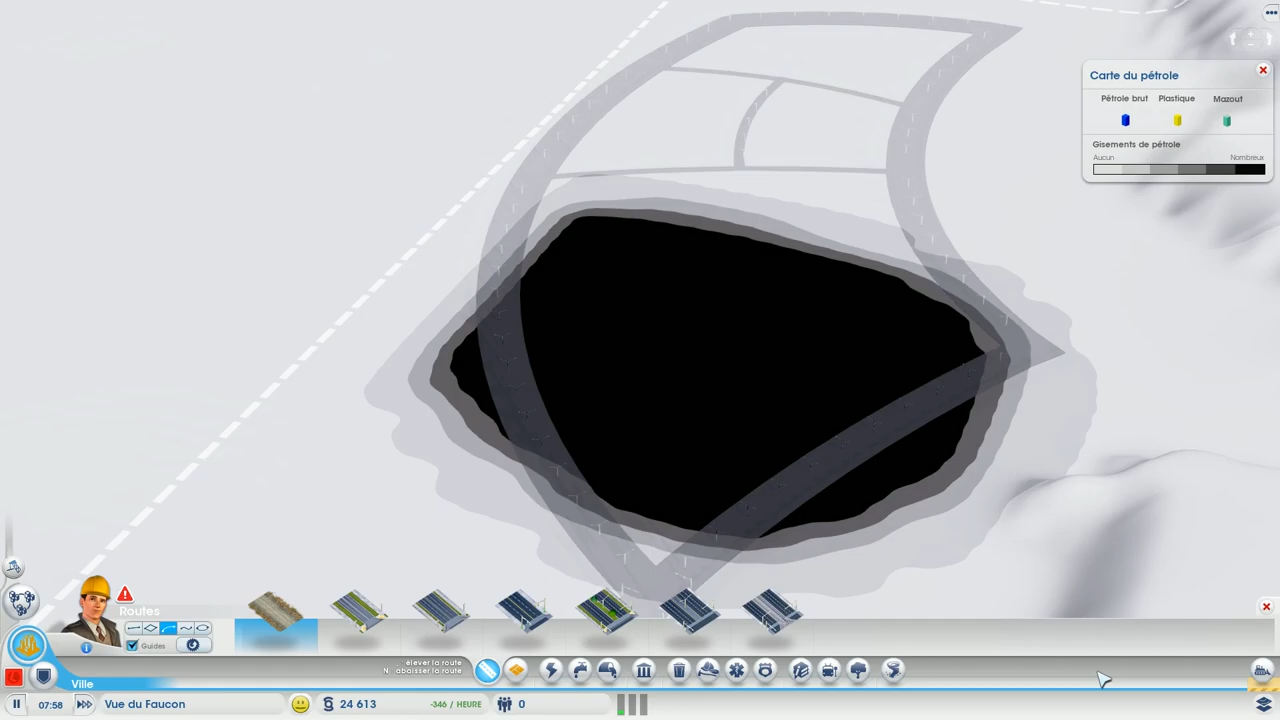 Carte du pétrole
Pétrole brut Plastique Mazout
Gisements de pétrole
Aucun Nombreux
Routes
Guides
: élever la route
N : abaisser la route
Ville
07:58 Vue du Faucon 24 613 -346 / HEURE 0